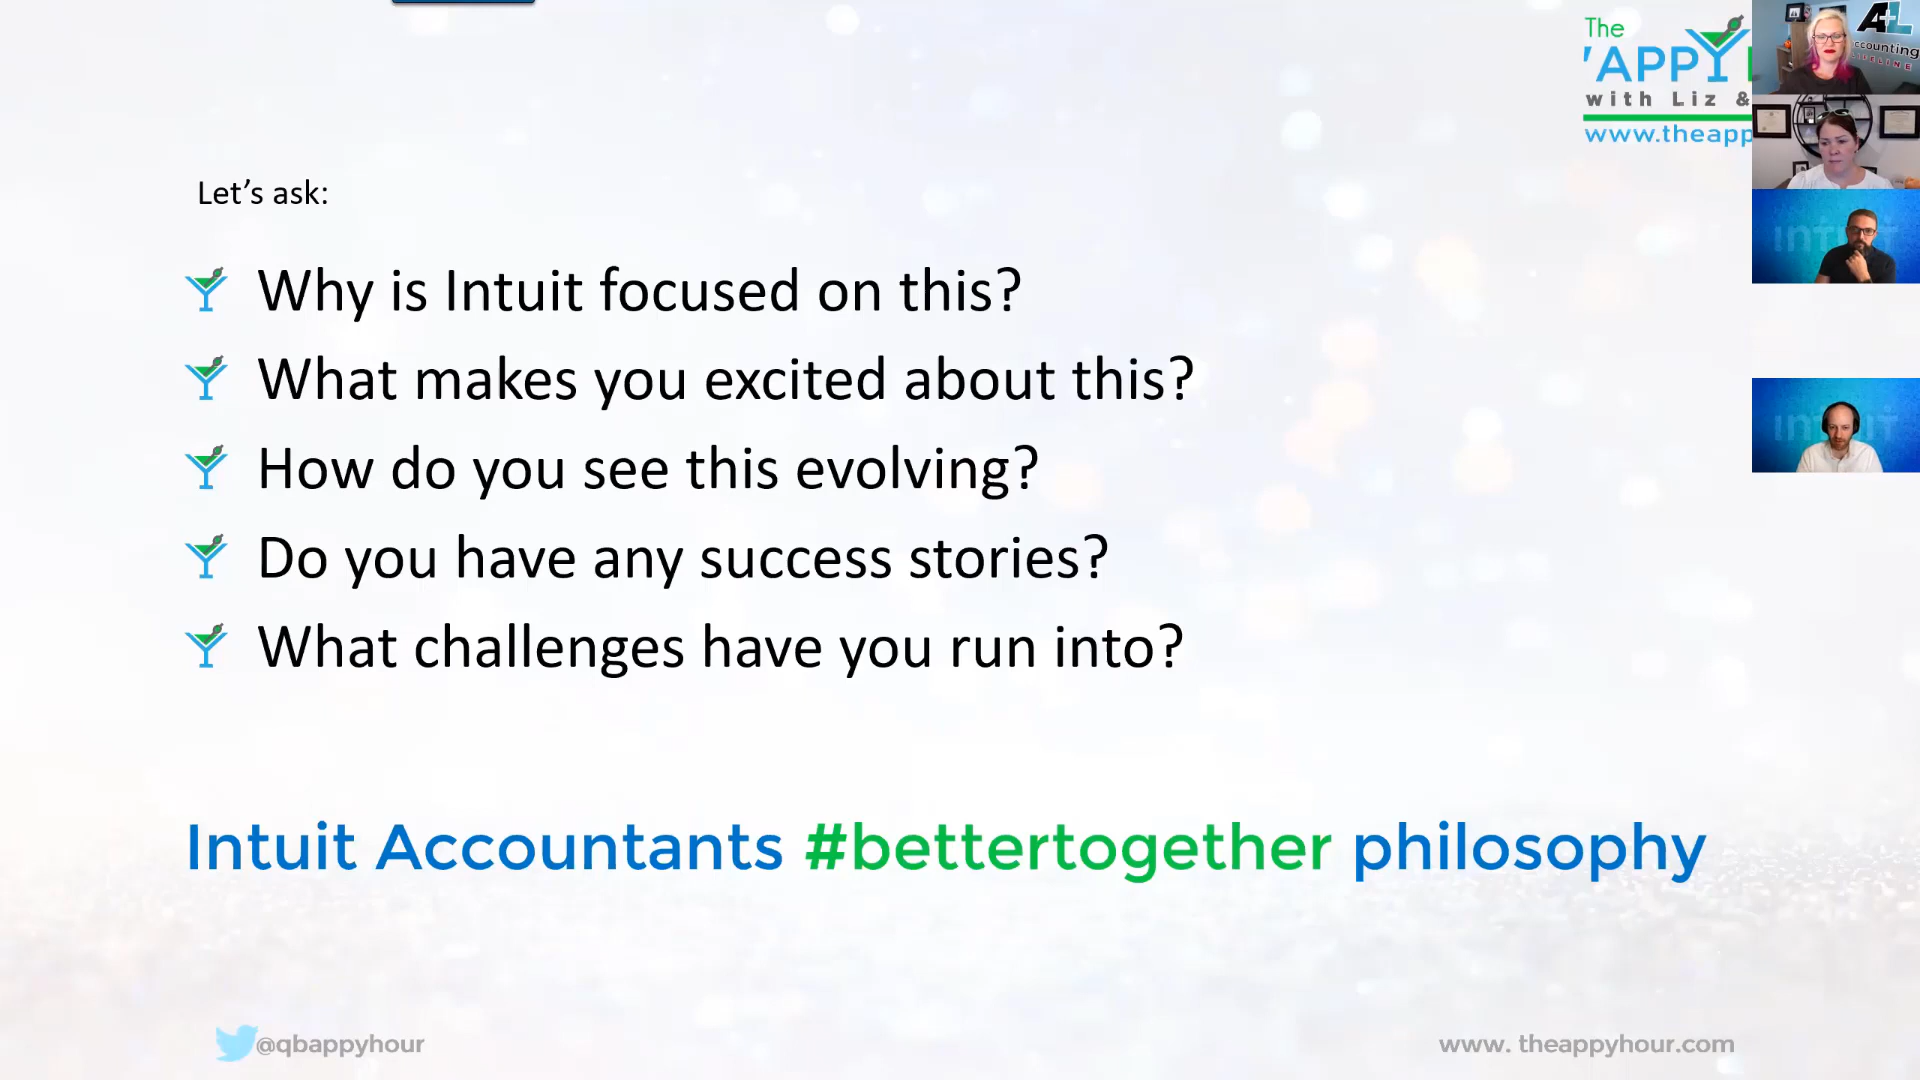 The
'APPY
with Liz &
www.theapp
A+L
ccounting
LIFELINE
Let’s ask:
Why is Intuit focused on this?
What makes you excited about this?
How do you see this evolving?
Do you have any success stories?
What challenges have you run into?
Intuit Accountants #bettertogether philosophy
@qbappyhour
www. theappyhour.com